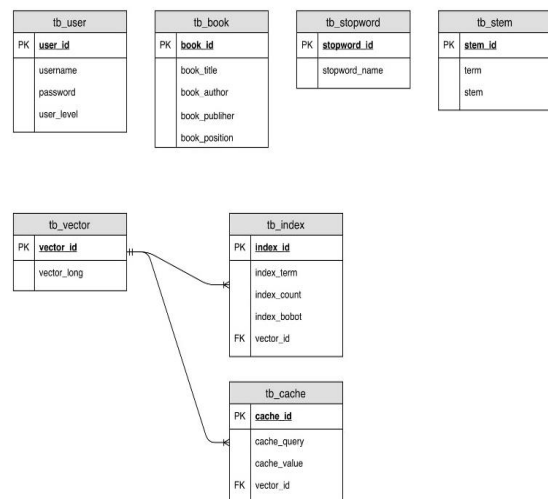 tb_user
PK user_id
username
password
user_level
tb_book
PK book_id
book_title
book_author
book_publiher
book_position
tb_stopword
PK stopword_id
stopword_name
tb_stem
PK stem_id
term
stem
tb_vector
PK vector_id
vector_long
tb_index
PK index_id
index_term
index_count
index_bobot
FK vector_id
tb_cache
PK cache_id
cache_query
cache_value
FK vector_id